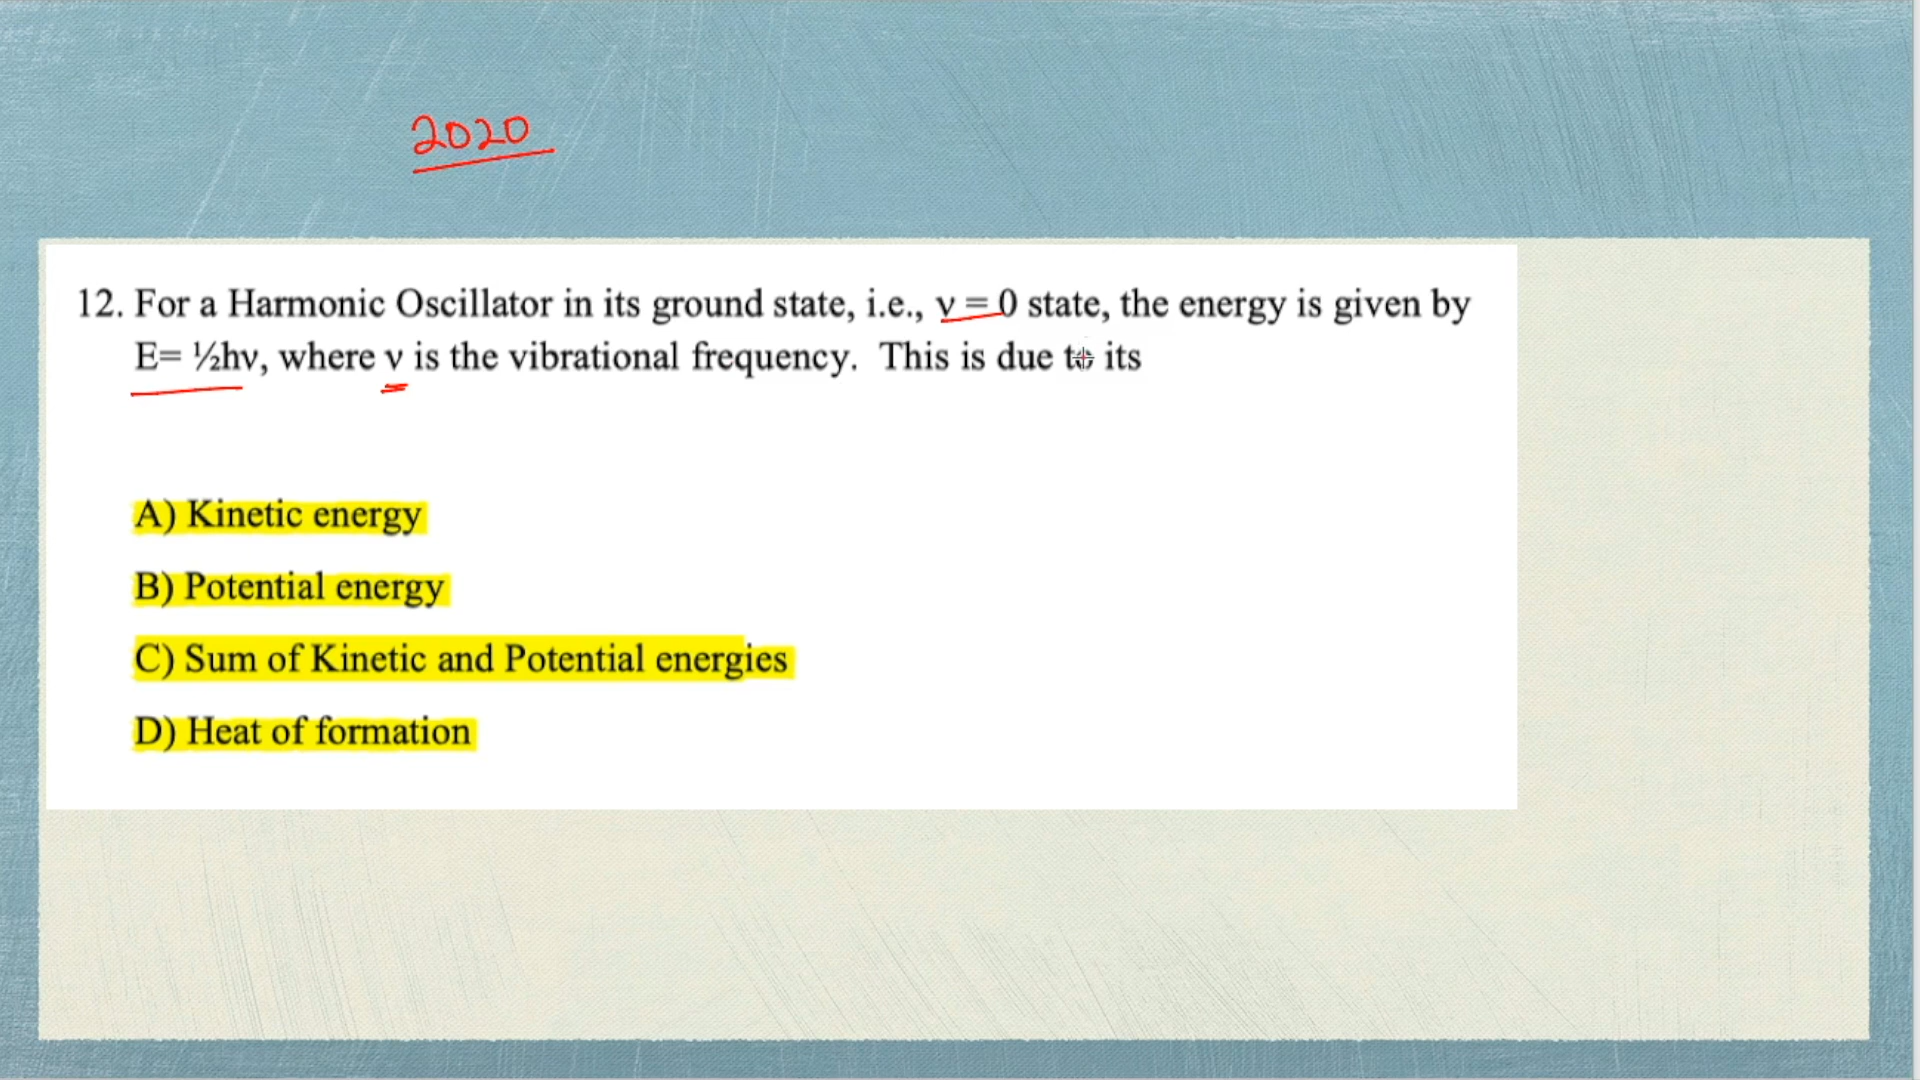 2020
12. For a Harmonic Oscillator in its ground state, i.e., ν = 0 state, the energy is given by
E= ½hν, where ν is the vibrational frequency. This is due to its
A) Kinetic energy
B) Potential energy
C) Sum of Kinetic and Potential energies
D) Heat of formation